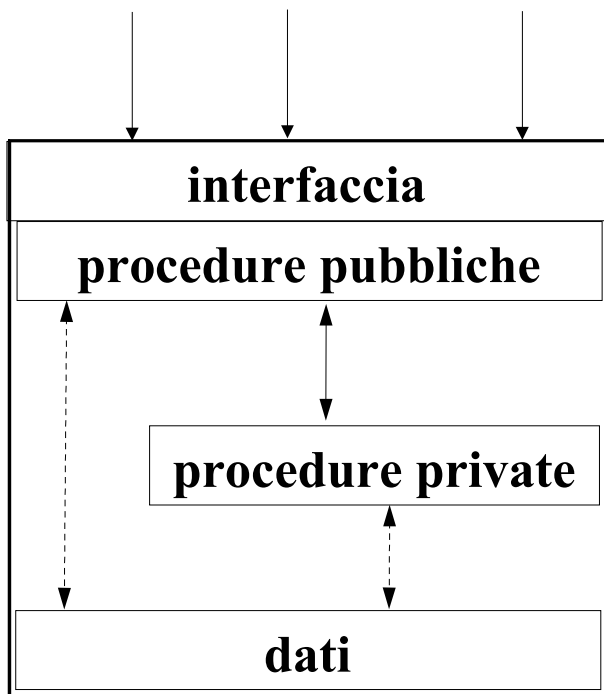 interfaccia
procedure pubbliche
procedure private
dati